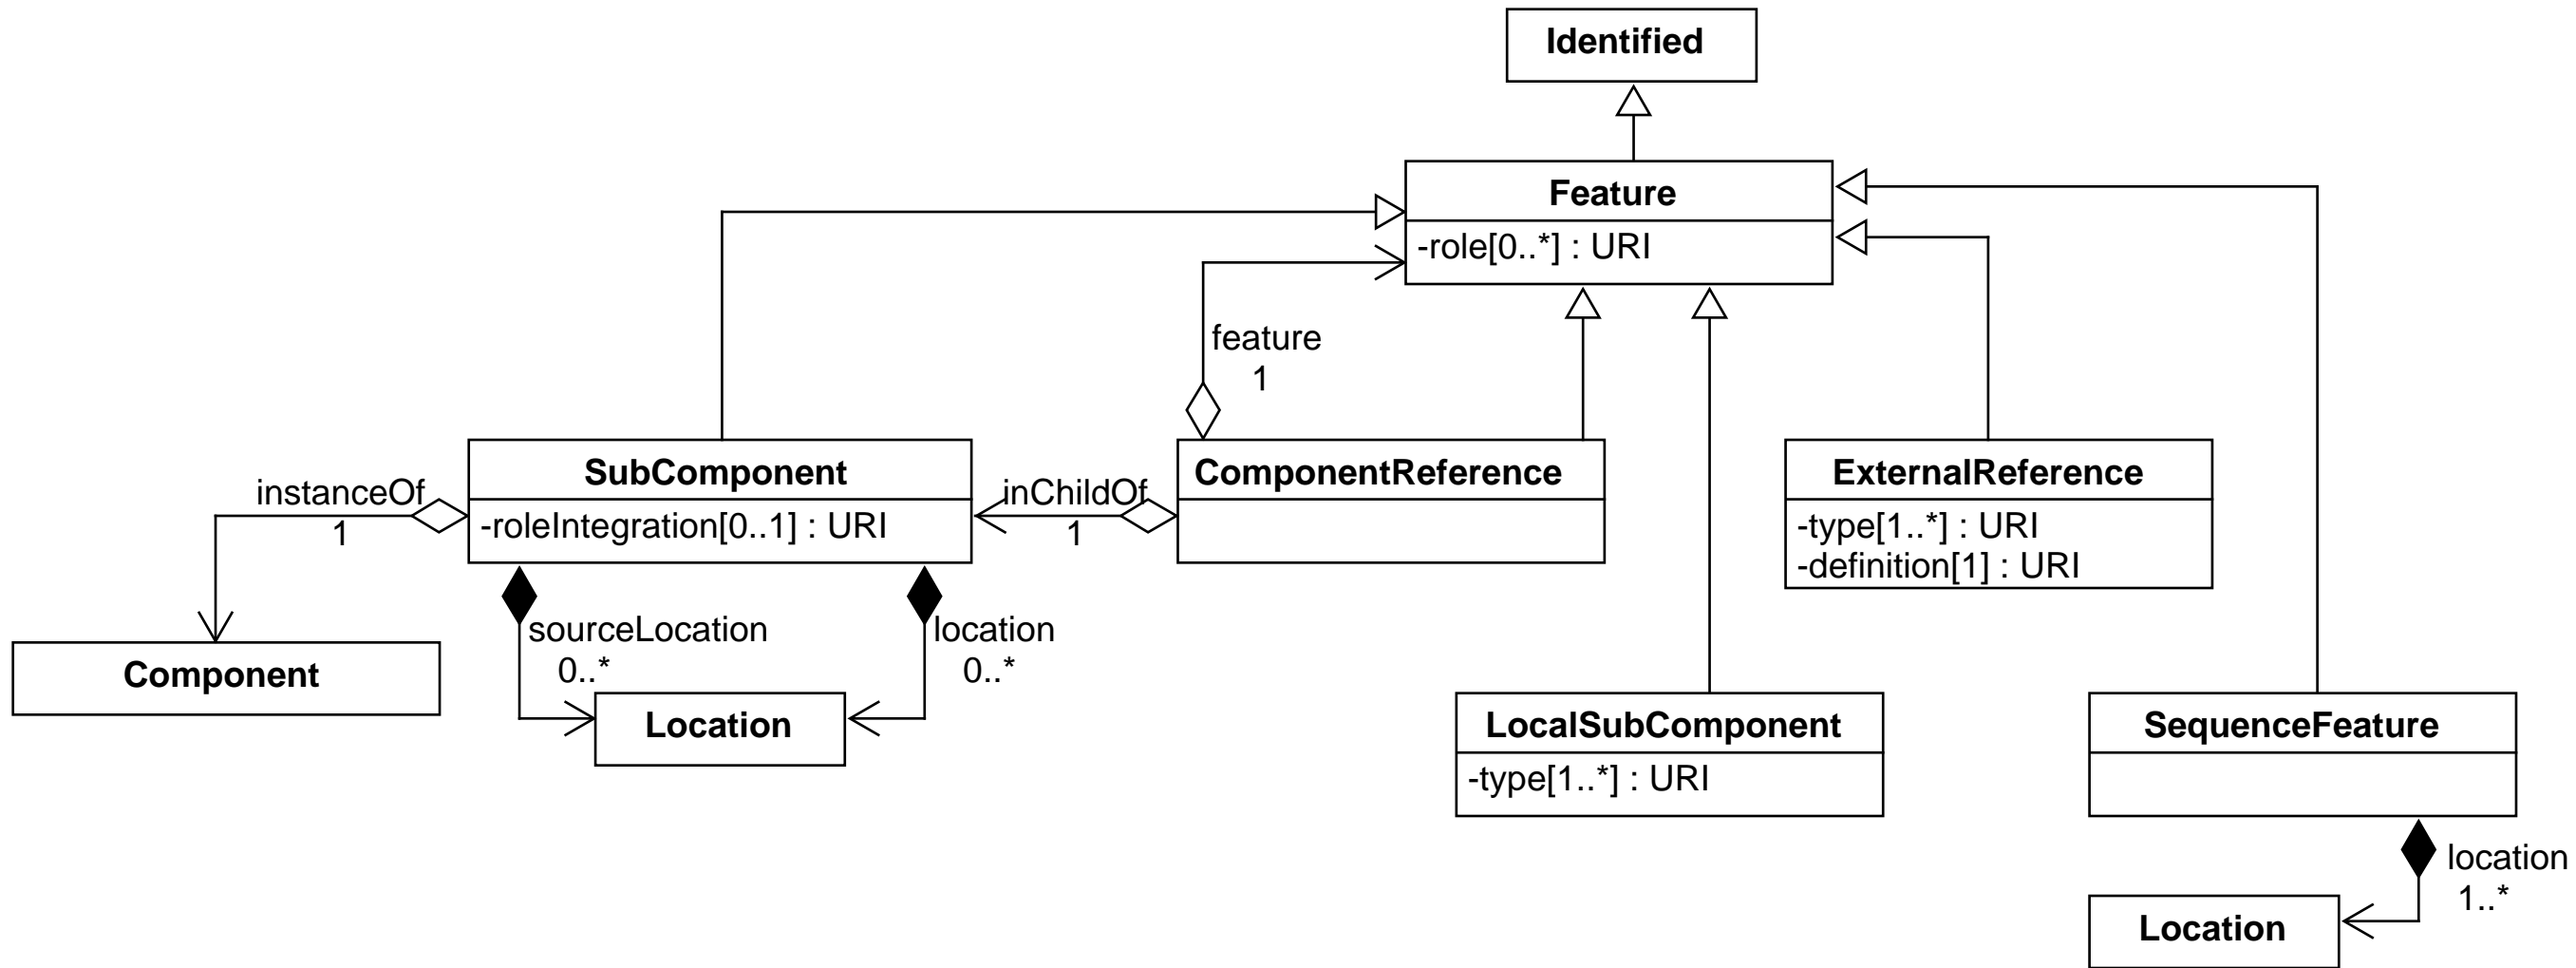 Identified
Feature
-role[0..*] : URI
feature
1
SubComponent
-roleIntegration[0..1] : URI
instanceOf
1
inChildOf
1
ComponentReference
ExternalReference
-type[1..*] : URI
-definition[1] : URI
sourceLocation
0..*
location
0..*
Component
Location
LocalSubComponent
-type[1..*] : URI
SequenceFeature
location
1..*
Location